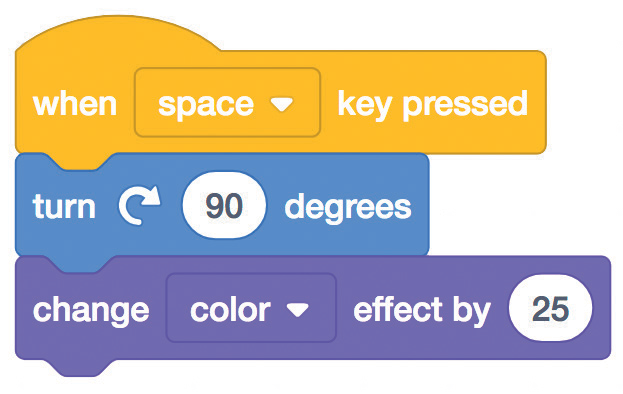 when space key pressed
turn 90 degrees
change color effect by 25